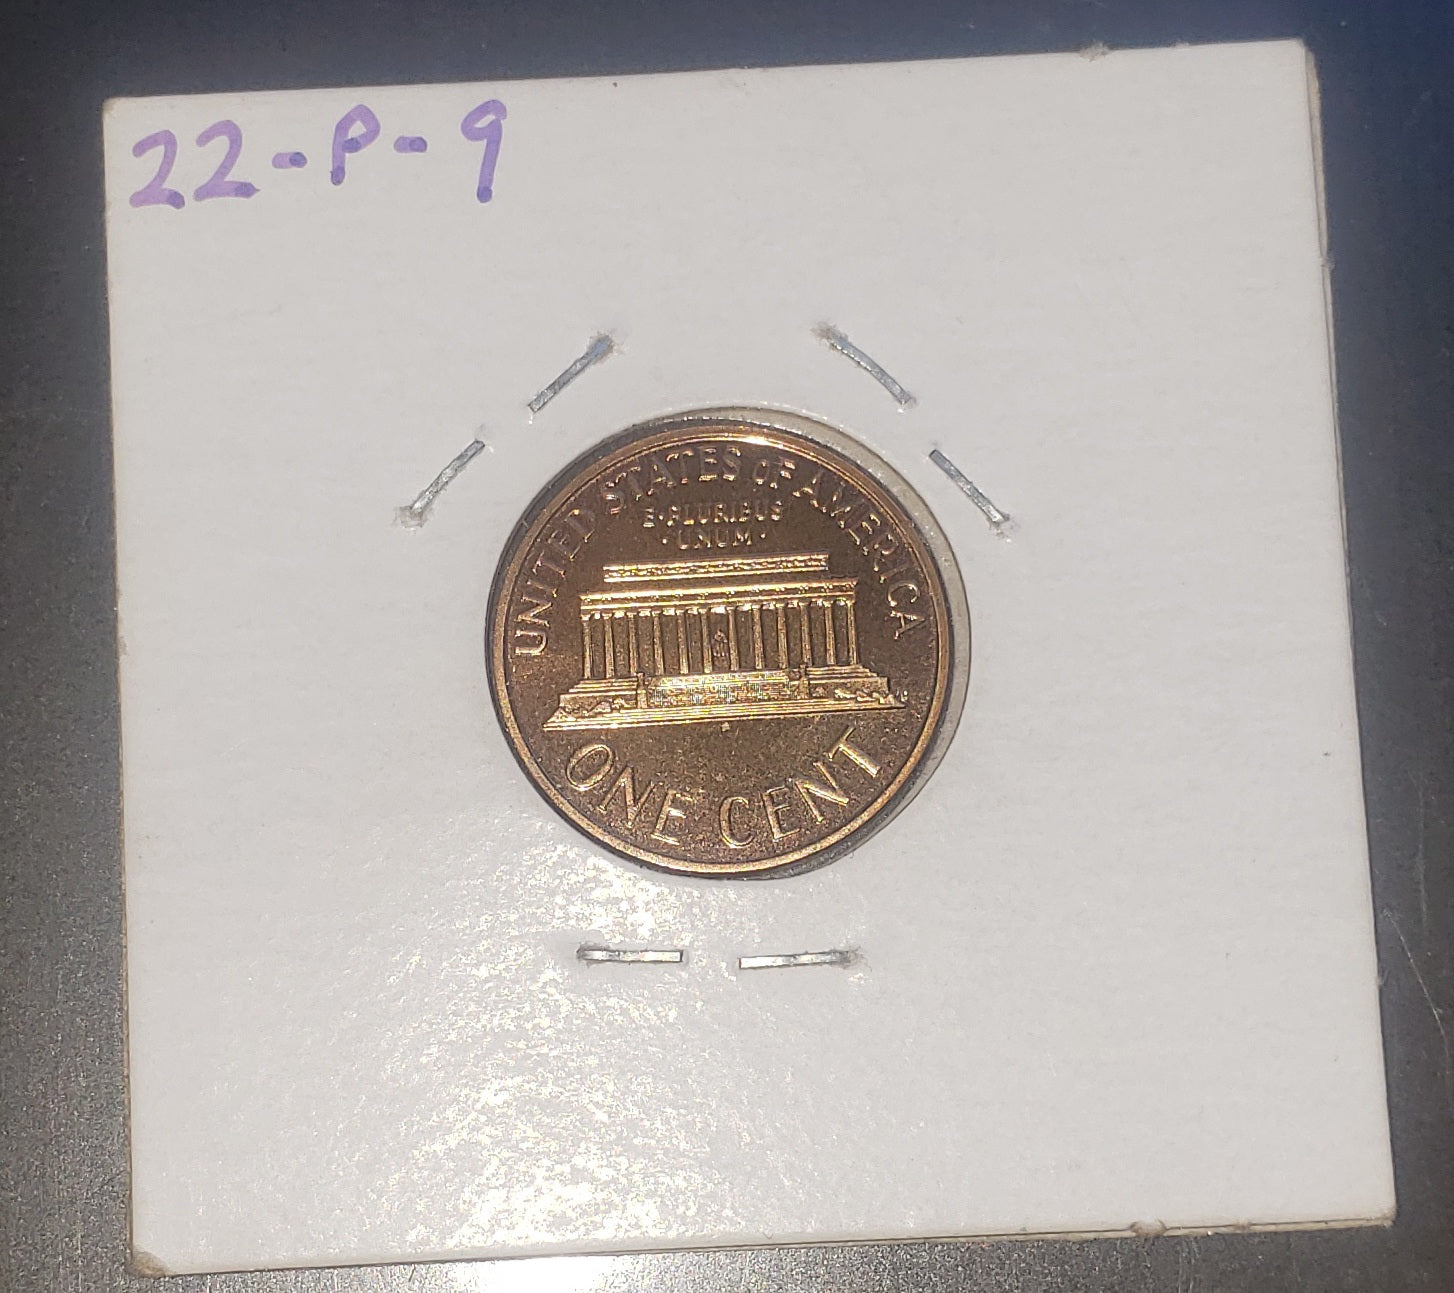 22-P-9
UNITED STATES OF AMERICA
E·PLURIBUS
·UNUM·
ONE CENT